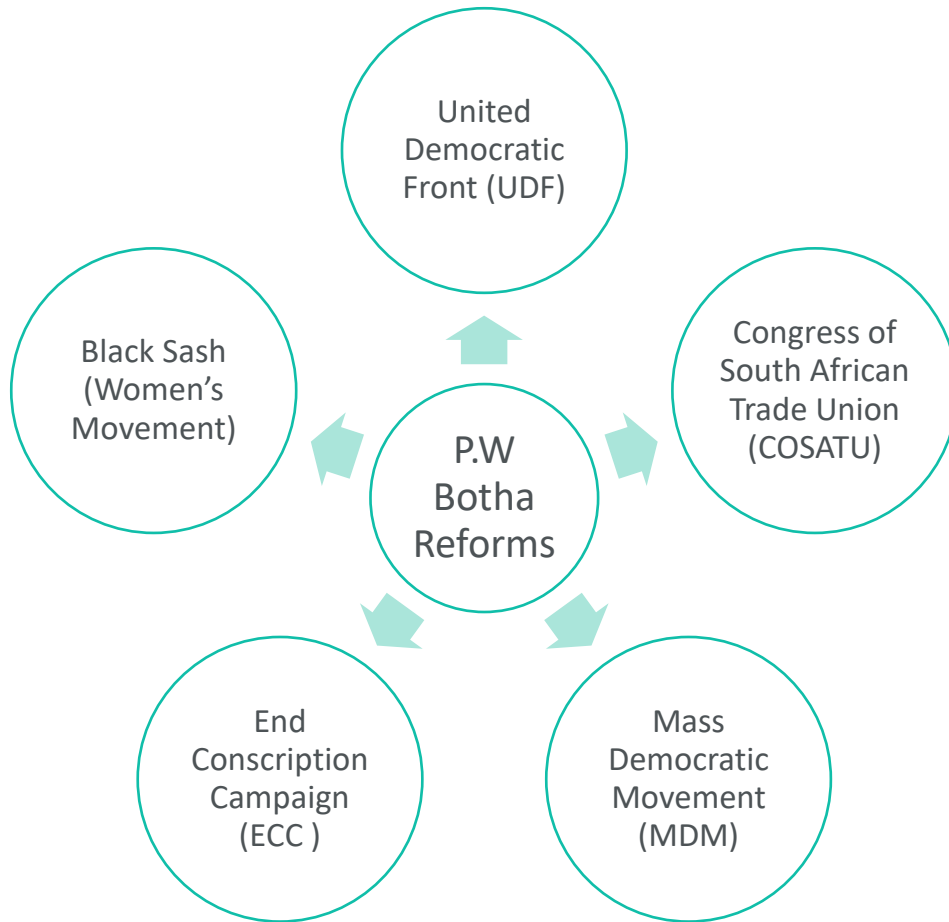 United
Democratic
Front (UDF)
Black Sash
(Women’s
Movement)
Congress of
South African
Trade Union
(COSATU)
P.W
Botha
Reforms
End
Conscription
Campaign
(ECC )
Mass
Democratic
Movement
(MDM)